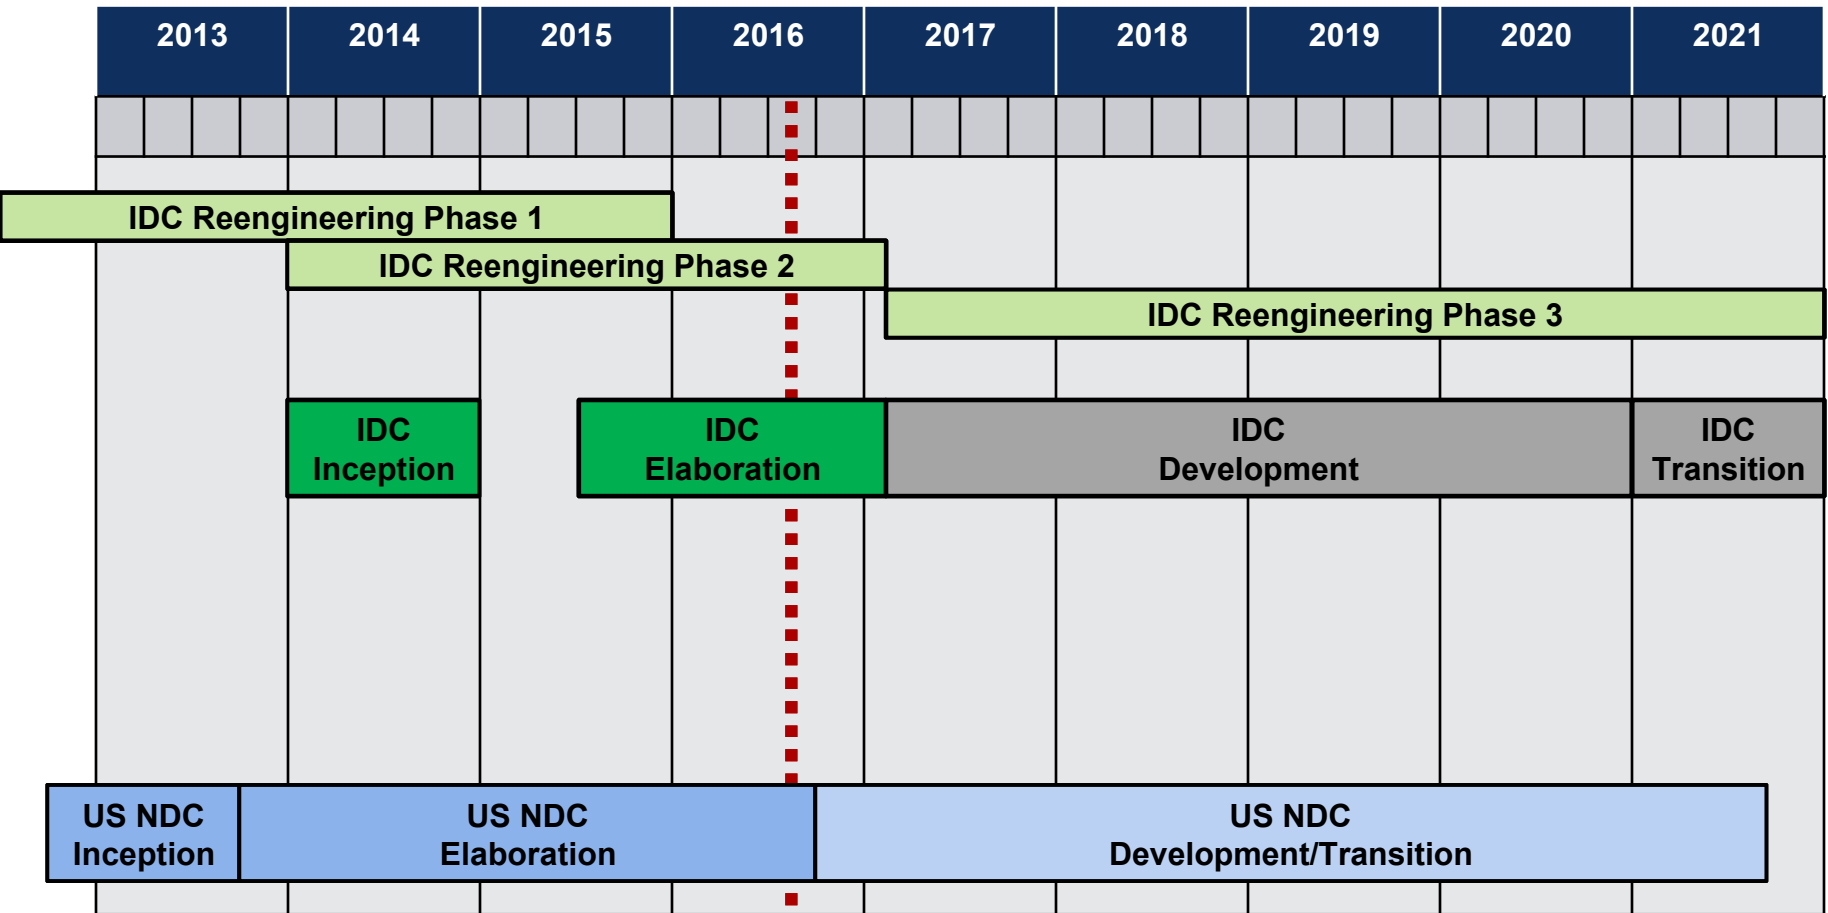 2013 2014 2015 2016 2017 2018 2019 2020 2021
IDC Reengineering Phase 1
IDC Reengineering Phase 2
IDC Reengineering Phase 3
IDC
Inception
IDC
Elaboration
IDC
Development
IDC
Transition
US NDC
Inception
US NDC
Elaboration
US NDC
Development/Transition